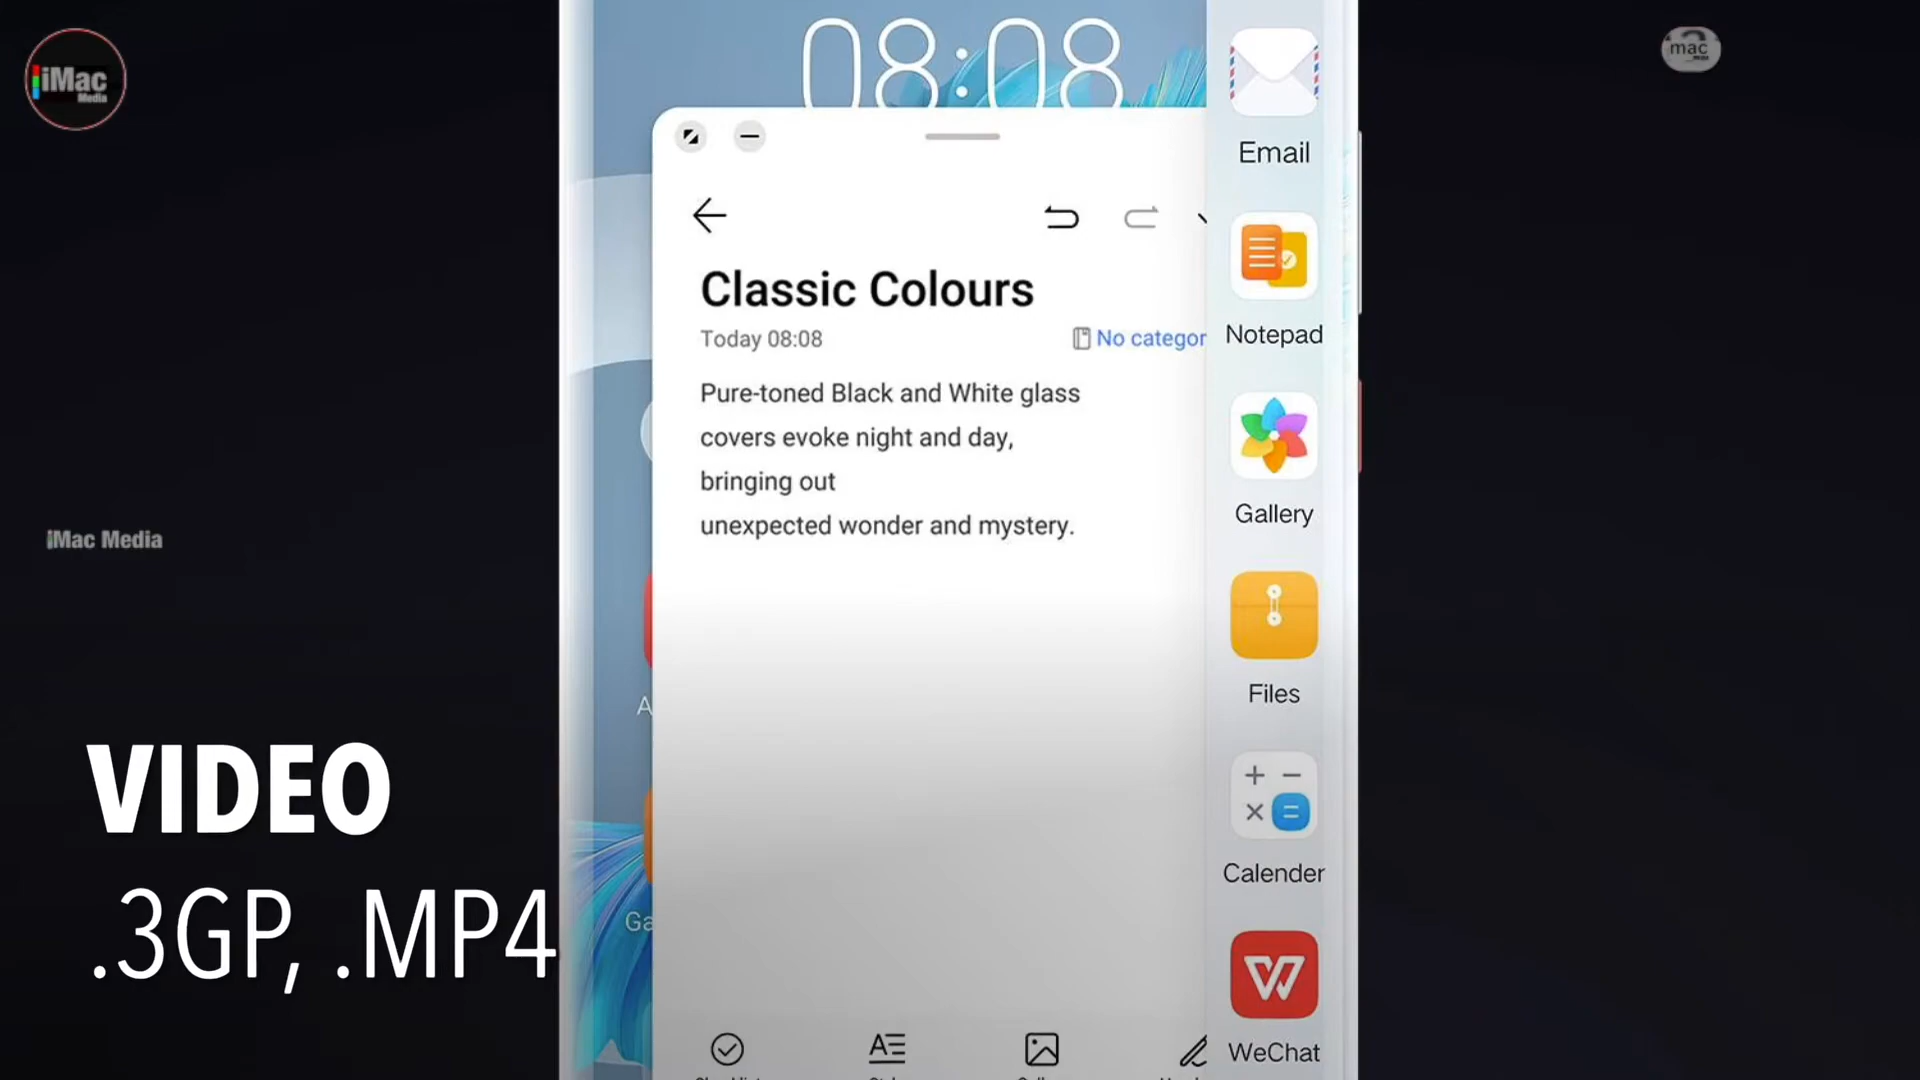 iMac
Media
mac
08:08
Email
Classic Colours
Today 08:08
No categor
Notepad
Pure-toned Black and White glass
covers evoke night and day,
bringing out
unexpected wonder and mystery.
Gallery
iMac Media
Files
A
VIDEO
Calender
Ga
.3GP, .MP4
WeChat